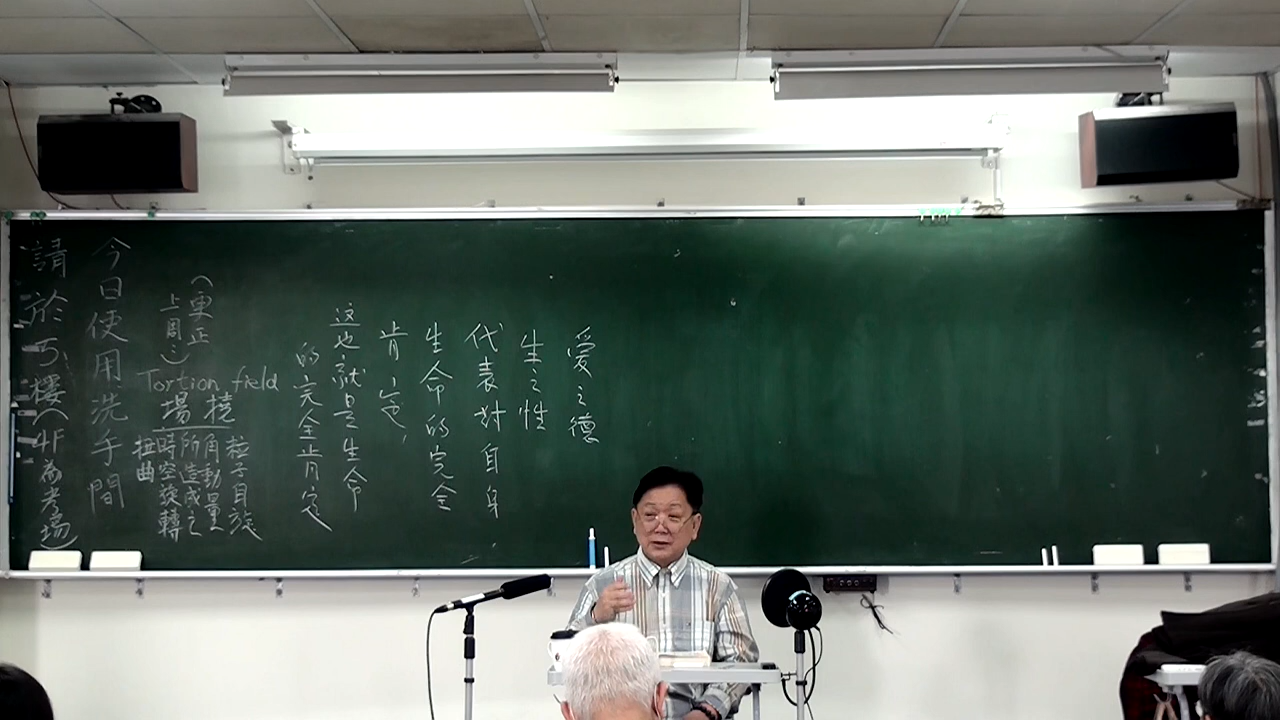 愛之德
生之性
代表對自身
生命的完全
肯定,
這也就是生命
的完全肯定
(更正
上周之)
Tortion field
場撓
粒子自旋
角動量
所造成之
時空旋轉
扭曲
今日使用洗手間
請於5樓(4F為考場)